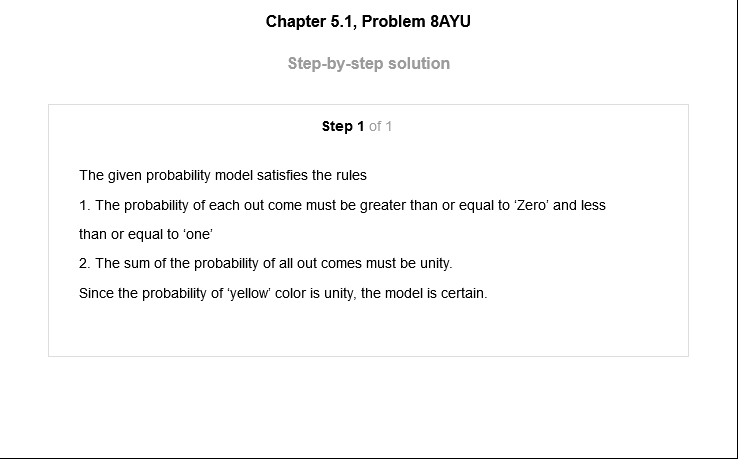 Chapter 5.1, Problem 8AYU
Step-by-step solution
Step 1 of 1
The given probability model satisfies the rules
1. The probability of each out come must be greater than or equal to ‘Zero’ and less
than or equal to ‘one’
2. The sum of the probability of all out comes must be unity.
Since the probability of ‘yellow’ color is unity, the model is certain.